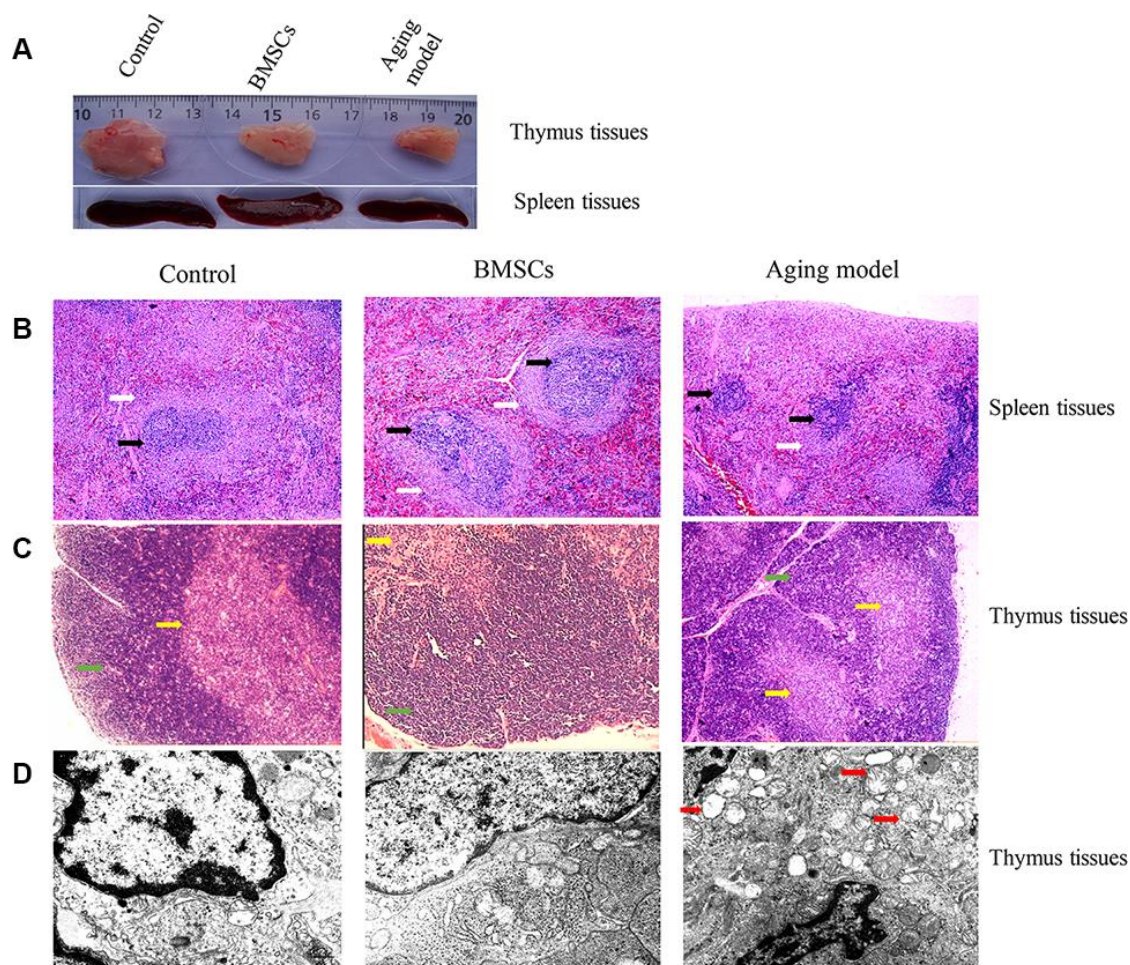 A
Control
BMSCs
Aging
model
10 11 12 13 14 15 16 17 18 19 20
Thymus tissues
Spleen tissues
Control
BMSCs
Aging model
B
Spleen tissues
C
Thymus tissues
D
Thymus tissues